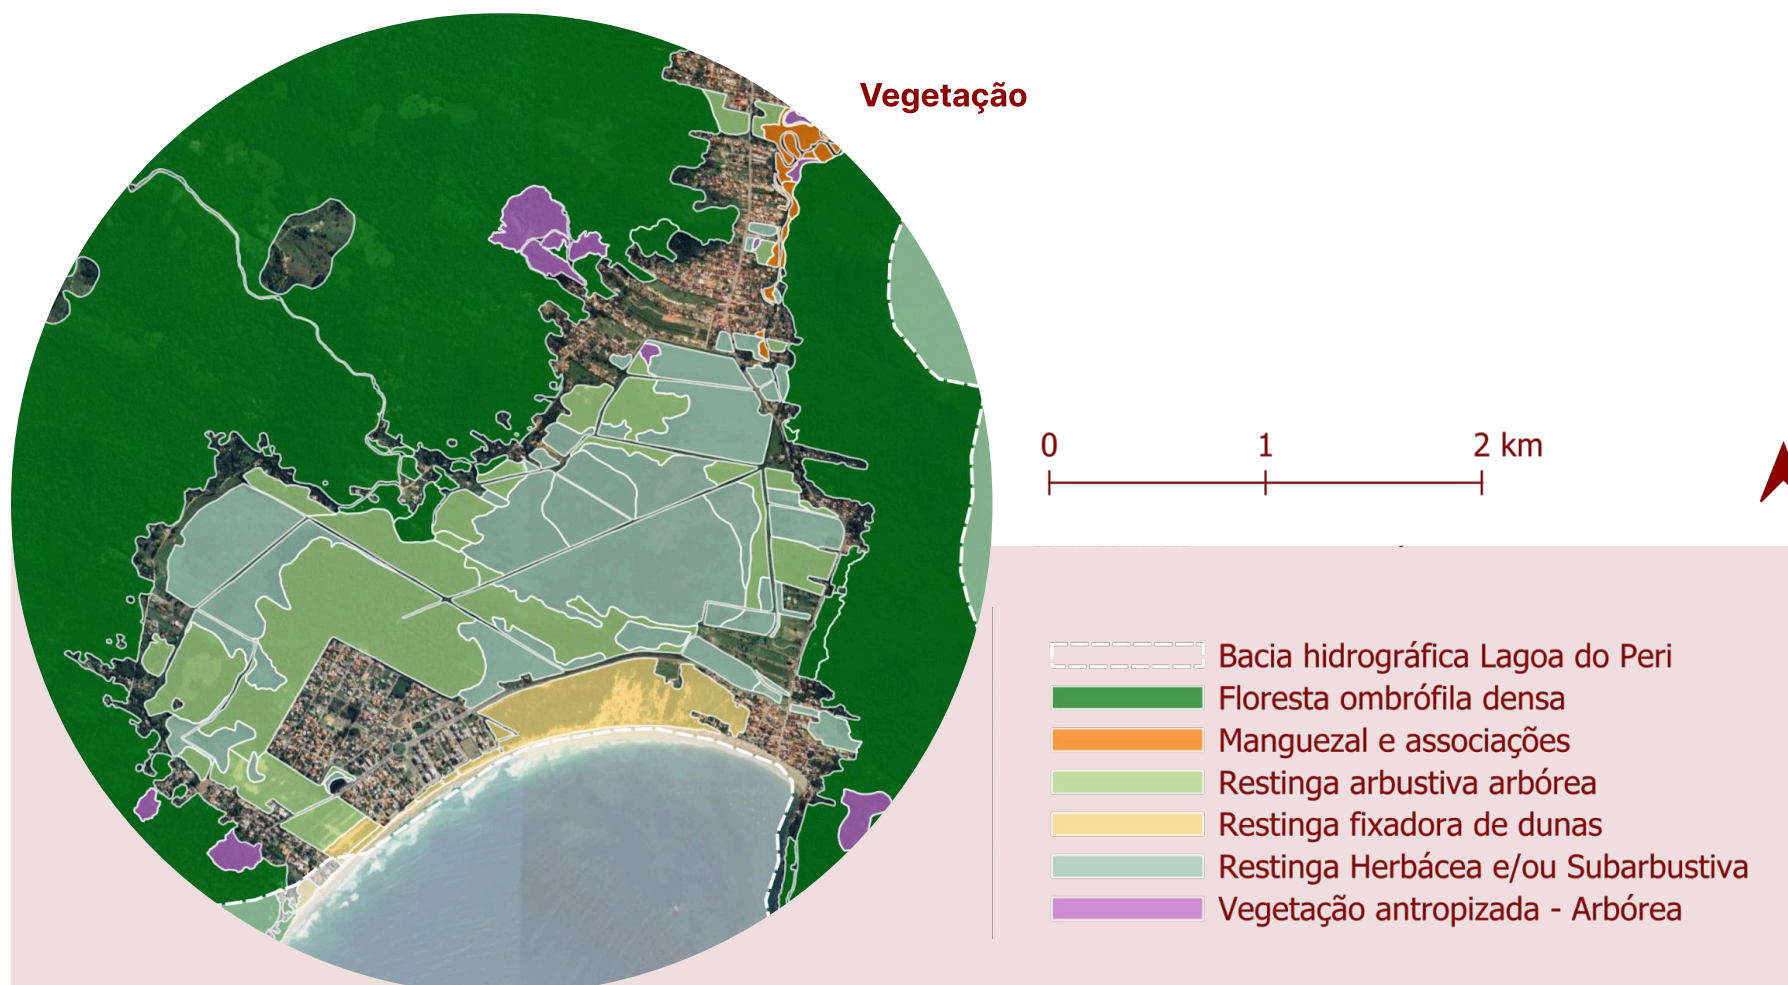 Vegetação
0 1 2 km
Bacia hidrográfica Lagoa do Peri
Floresta ombrófila densa
Manguezal e associações
Restinga arbustiva arbórea
Restinga fixadora de dunas
Restinga Herbácea e/ou Subarbustiva
Vegetação antropizada - Arbórea